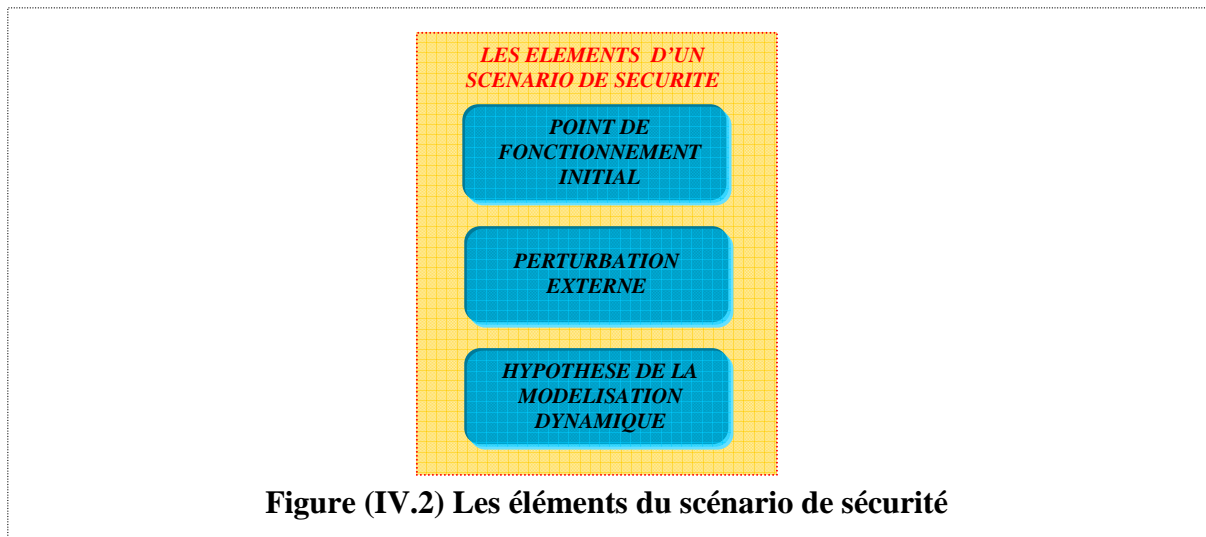 LES ELEMENTS D'UN
SCENARIO DE SECURITE
POINT DE
FONCTIONNEMENT
INITIAL
PERTURBATION
EXTERNE
HYPOTHESE DE LA
MODELISATION
DYNAMIQUE
Figure (IV.2) Les éléments du scénario de sécurité